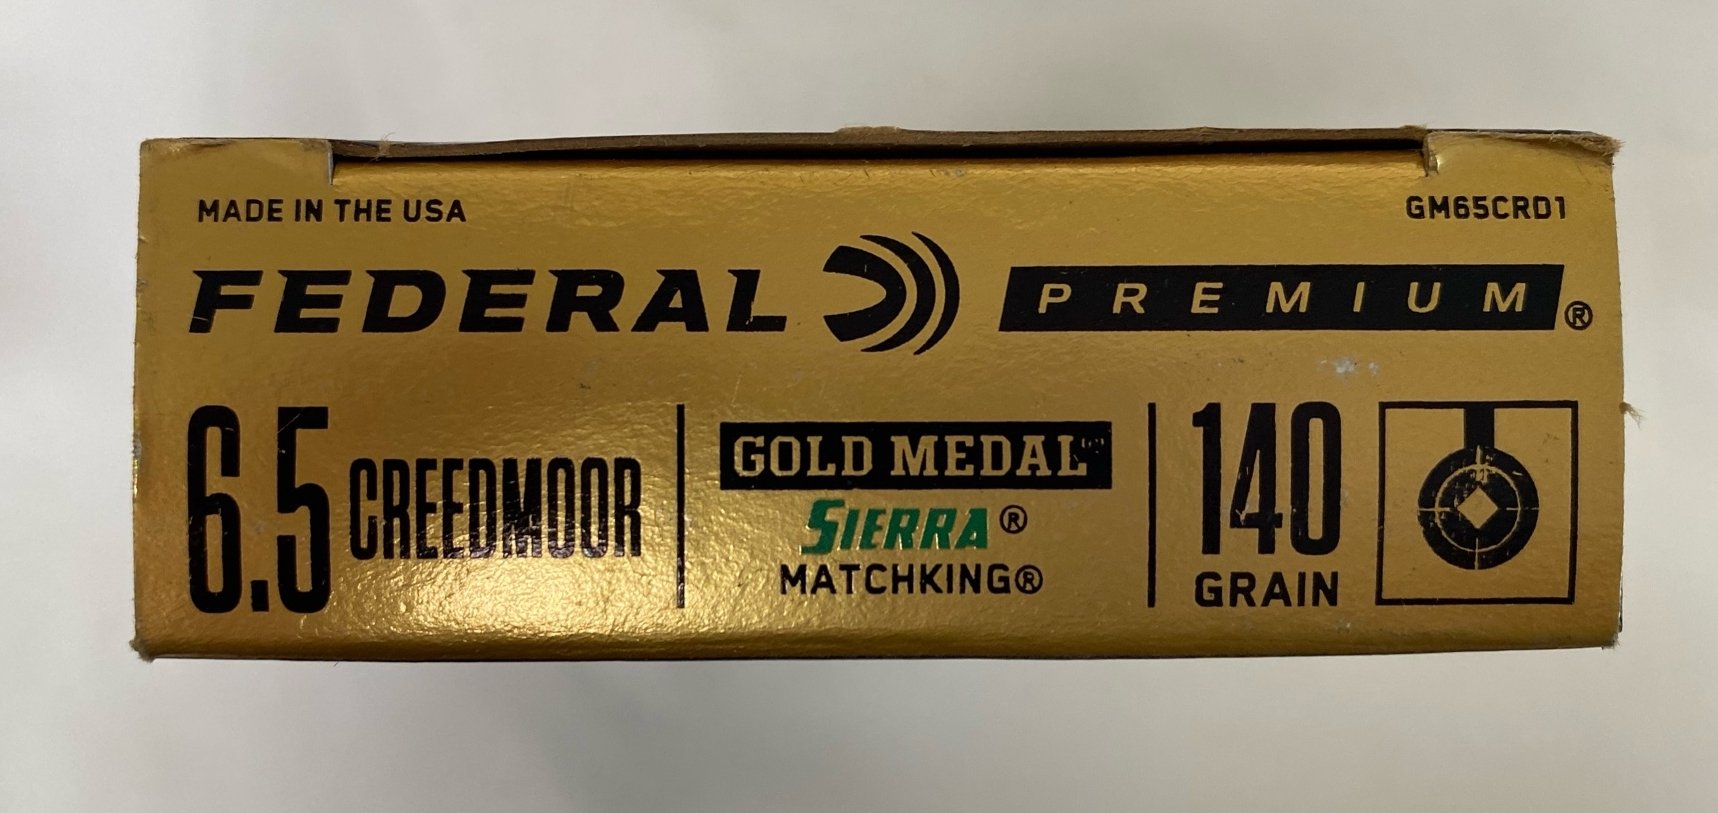 MADE IN THE USA GM65CRD1
FEDERAL PREMIUM®
6.5 CREEDMOOR
GOLD MEDAL®
SIERRA®
MATCHKING®
140
GRAIN